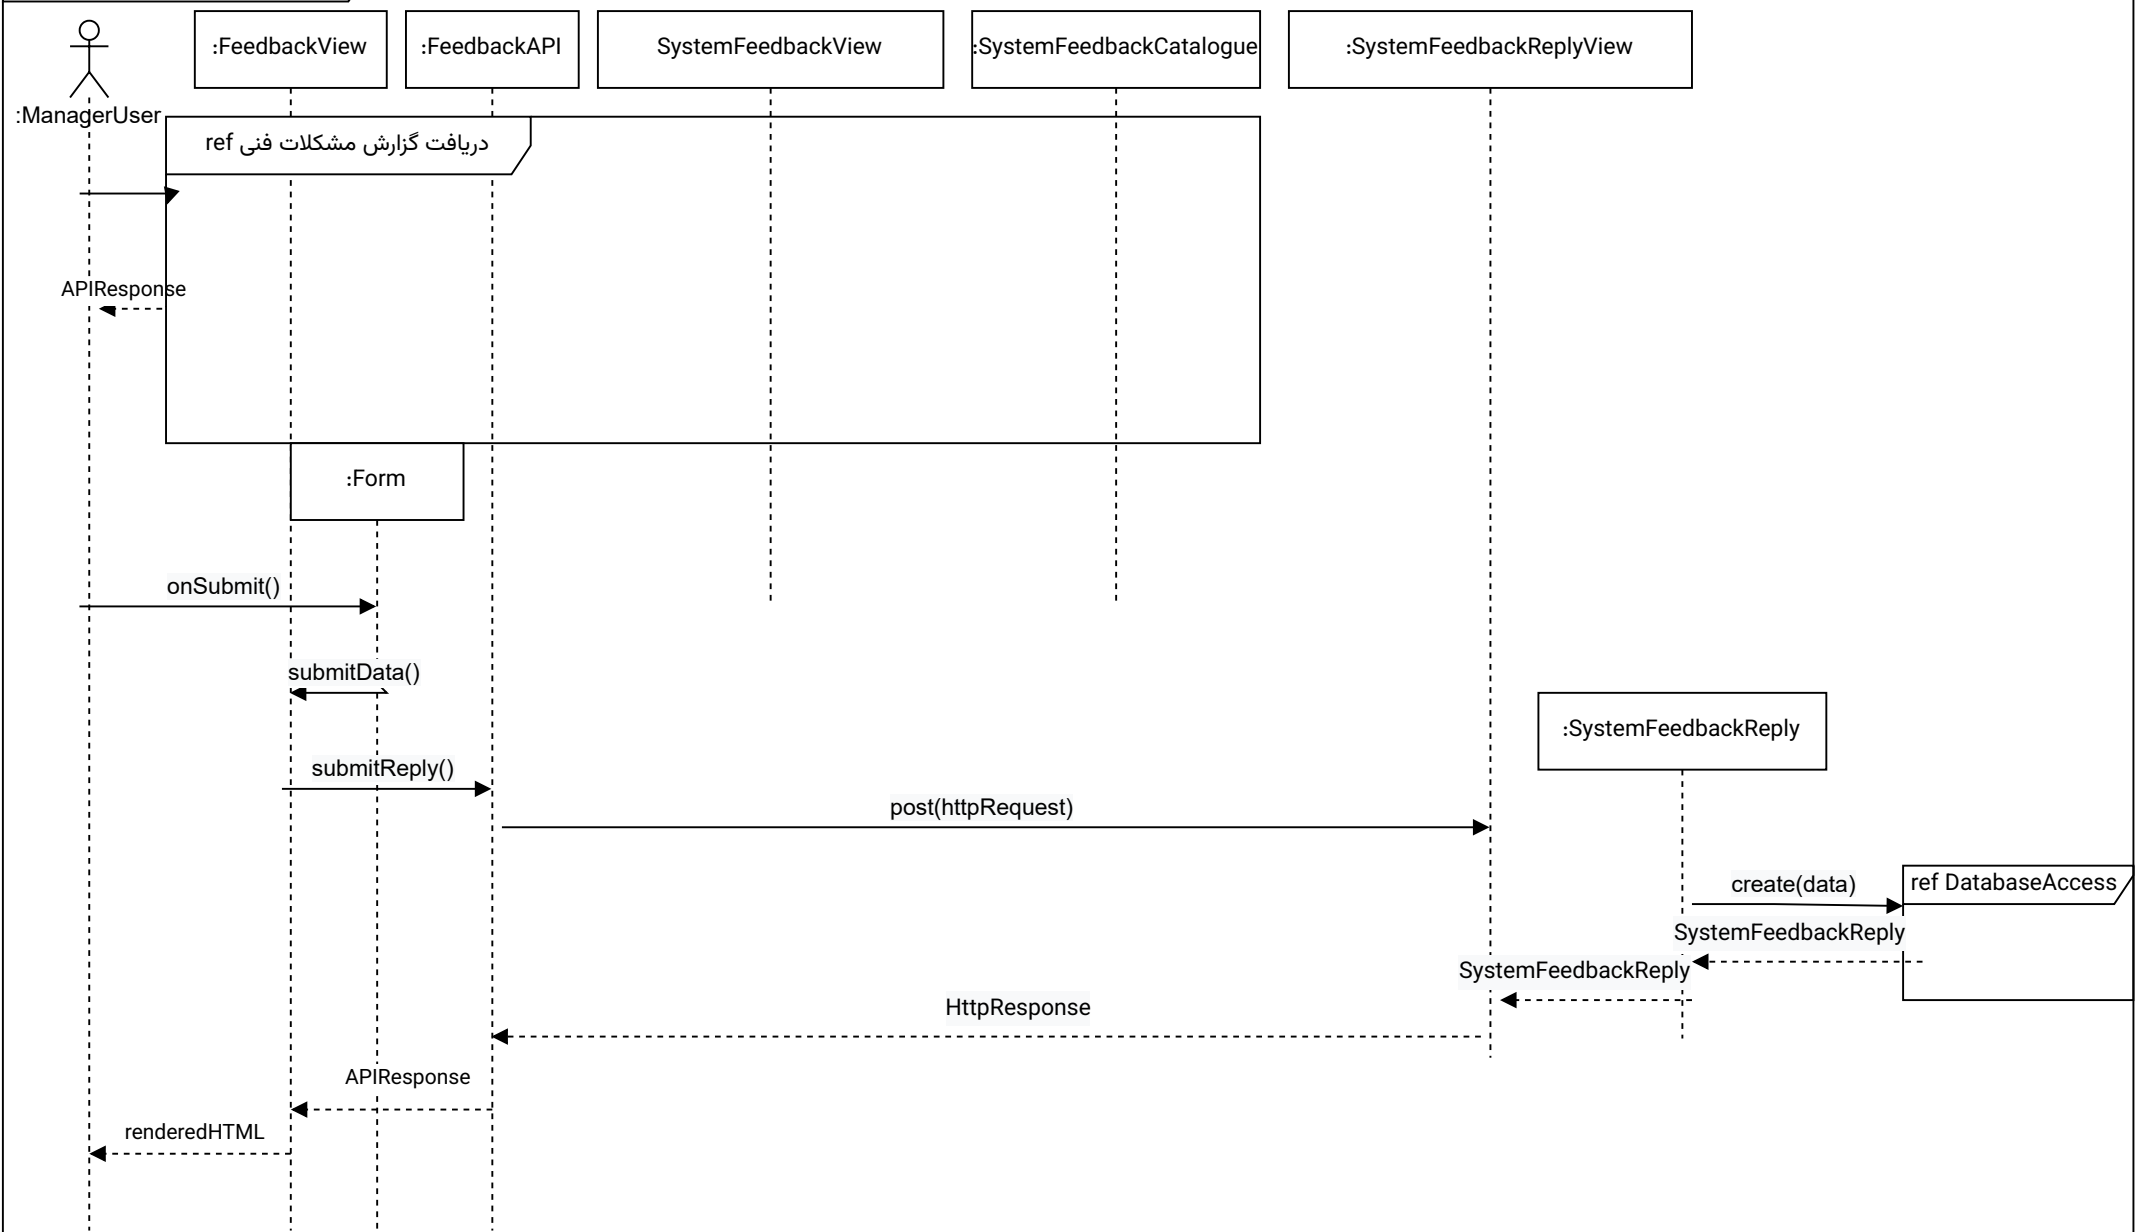 :FeedbackView
:FeedbackAPI
SystemFeedbackView
:SystemFeedbackCatalogue
:SystemFeedbackReplyView
:ManagerUser
ref دریافت گزارش مشکلات فنی
APIResponse
:Form
onSubmit()
submitData()
:SystemFeedbackReply
submitReply()
post(httpRequest)
create(data)
ref DatabaseAccess
SystemFeedbackReply
SystemFeedbackReply
HttpResponse
APIResponse
renderedHTML